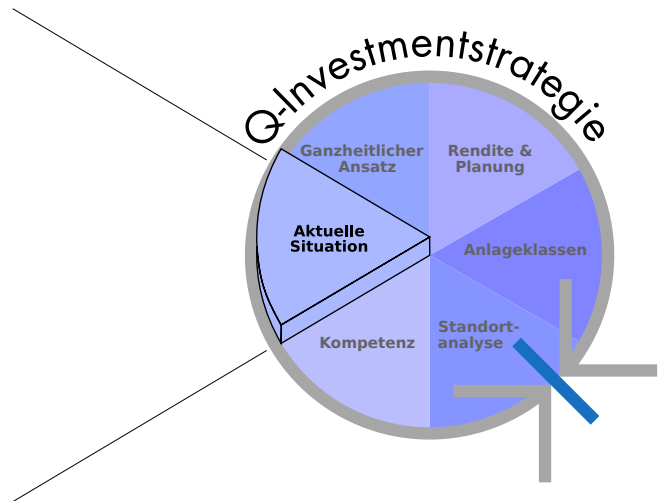 Q-Investmentstrategie
Ganzheitlicher
Ansatz
Rendite &
Planung
Aktuelle
Situation
Anlageklassen
Kompetenz
Standort-
analyse